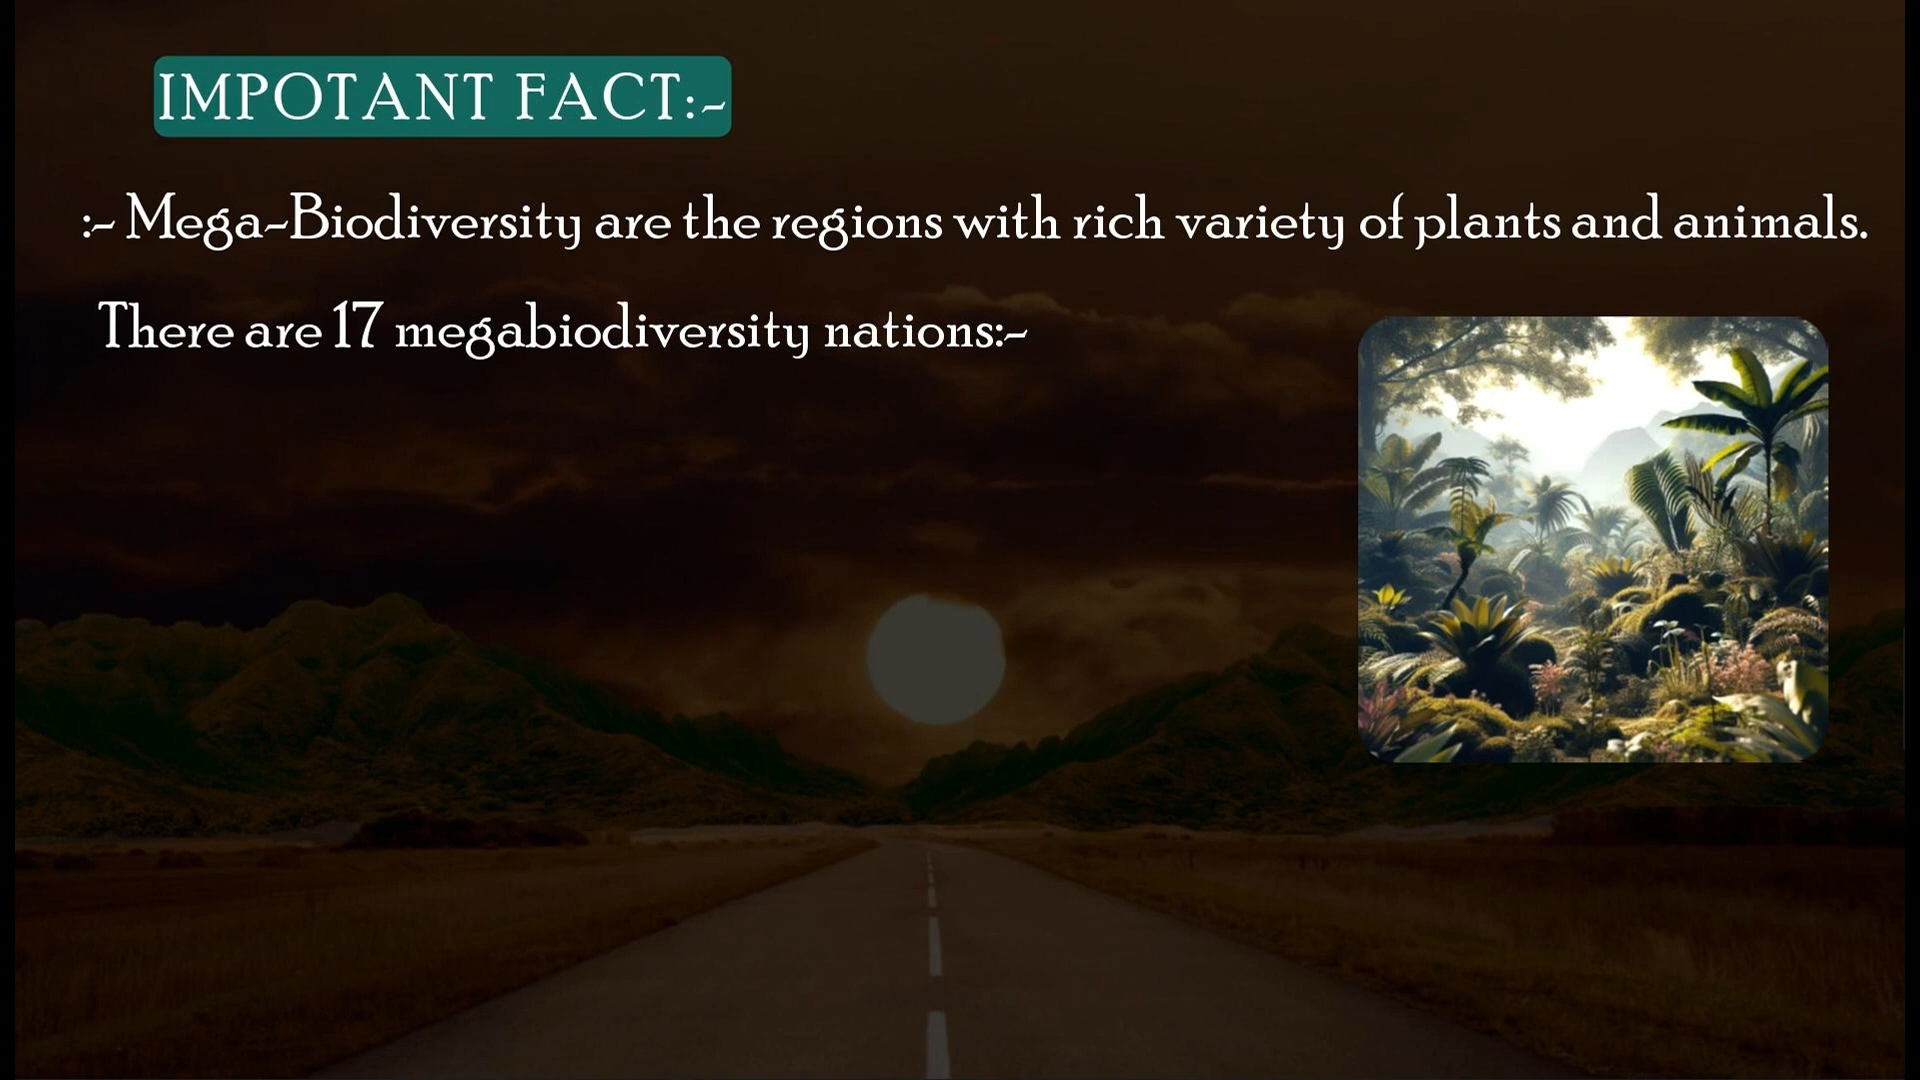 IMPOTANT FACT:-
:- Mega-Biodiversity are the regions with rich variety of plants and animals.
There are 17 megabiodiversity nations:-